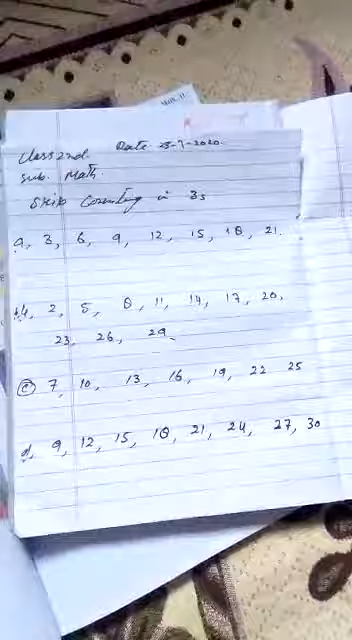 Class 2nd. Date 23-7-2020.
Sub. Math.
Skip Counting in 3s
a, 3, 6, 9, 12, 15, 18, 21.
b, 2, 5, 8, 11, 14, 17, 20,
23, 26, 29.
c 7, 10, 13, 16, 19, 22 25
d, 9, 12, 15, 18, 21, 24, 27, 30